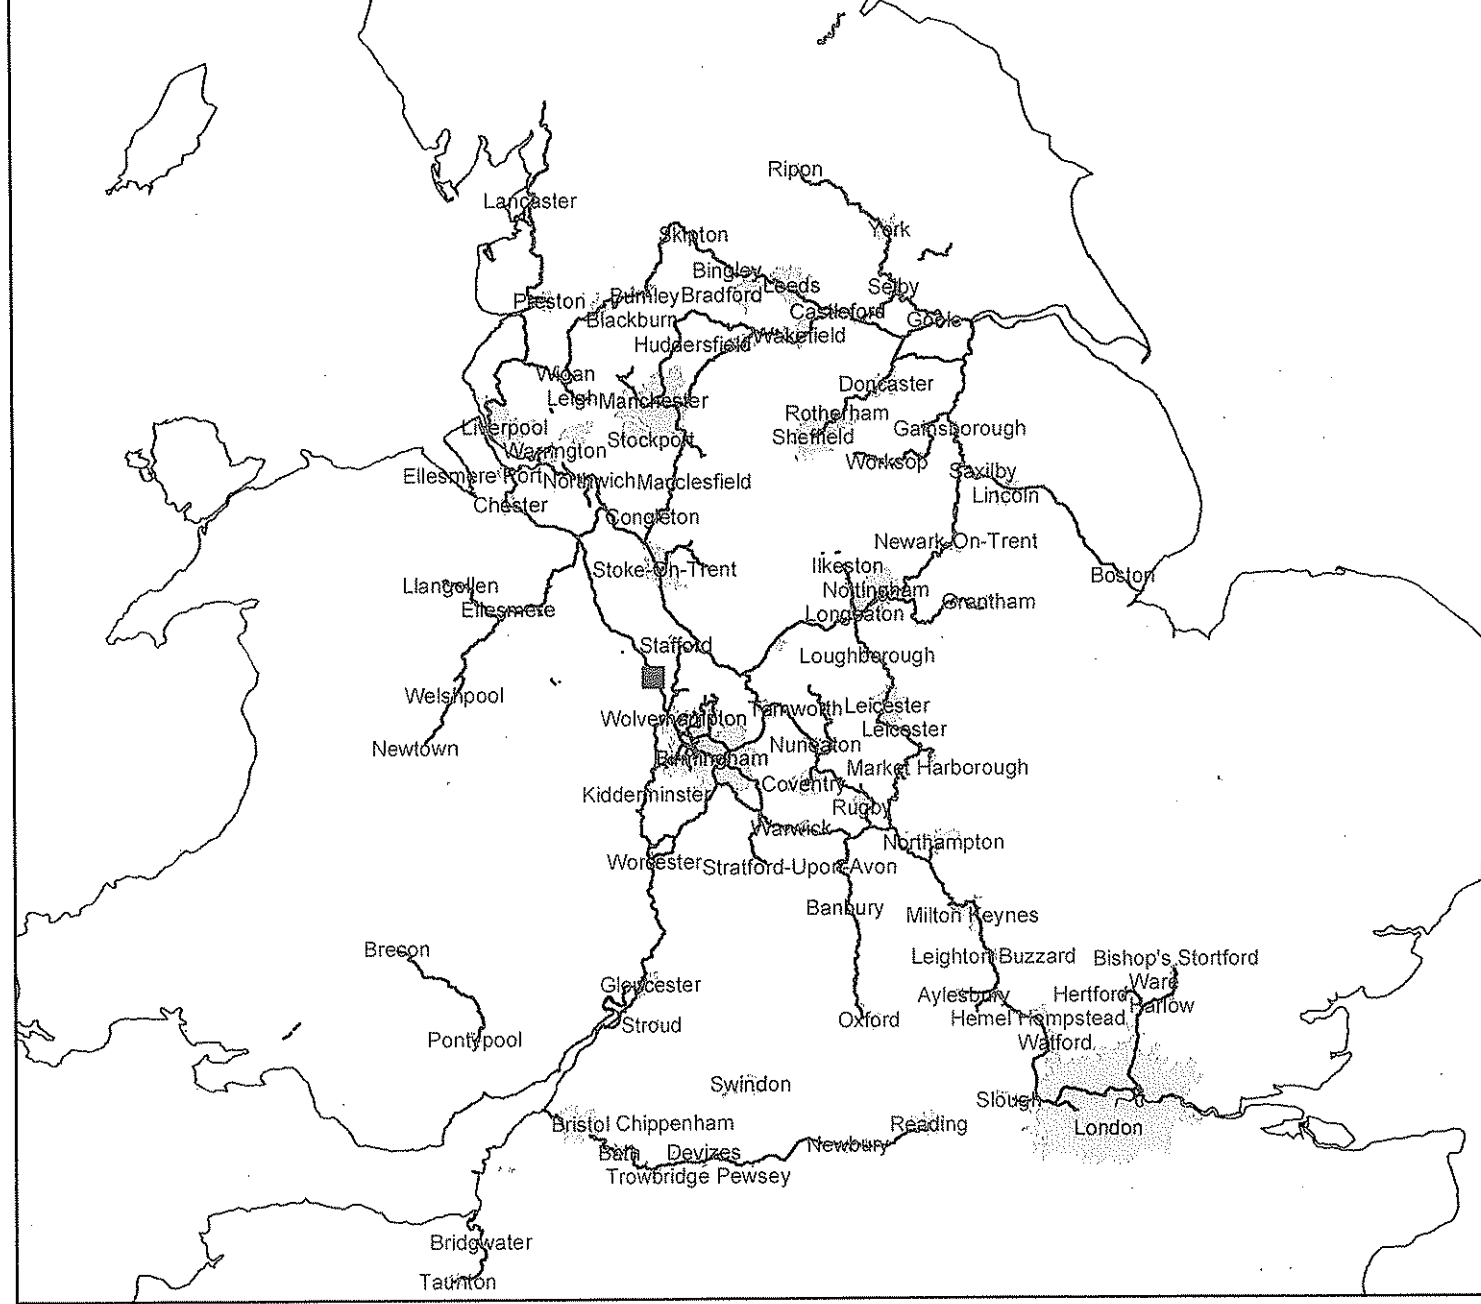 Ripon
Lancaster
York
Skipton
Bingley
Leeds
Selby
Preston
Burnley
Bradford
Castleford
Goole
Blackburn
Wakefield
Huddersfield
Wigan
Doncaster
Leigh
Manchester
Rotherham
Liverpool
Stockport
Sheffield
Gainsborough
Warrington
Worksop
Saxilby
Ellesmere Port
Northwich
Macclesfield
Lincoln
Chester
Congleton
Newark-On-Trent
Stoke-On-Trent
Ilkeston
Boston
Llangollen
Nottingham
Grantham
Ellesmere
Long Eaton
Stafford
Loughborough
Welshpool
Tamworth
Leicester
Wolverhampton
Leicester
Newtown
Nuneaton
Birmingham
Market Harborough
Coventry
Kidderminster
Rugby
Warwick
Northampton
Worcester
Stratford-Upon-Avon
Banbury
Milton Keynes
Brecon
Leighton Buzzard
Bishop's Stortford
Gloucester
Ware
Aylesbury
Hertford
Harlow
Stroud
Oxford
Hemel Hempstead
Pontypool
Watford
Swindon
Slough
Bristol
Chippenham
Reading
London
Bath
Devizes
Newbury
Trowbridge
Pewsey
Bridgwater
Taunton